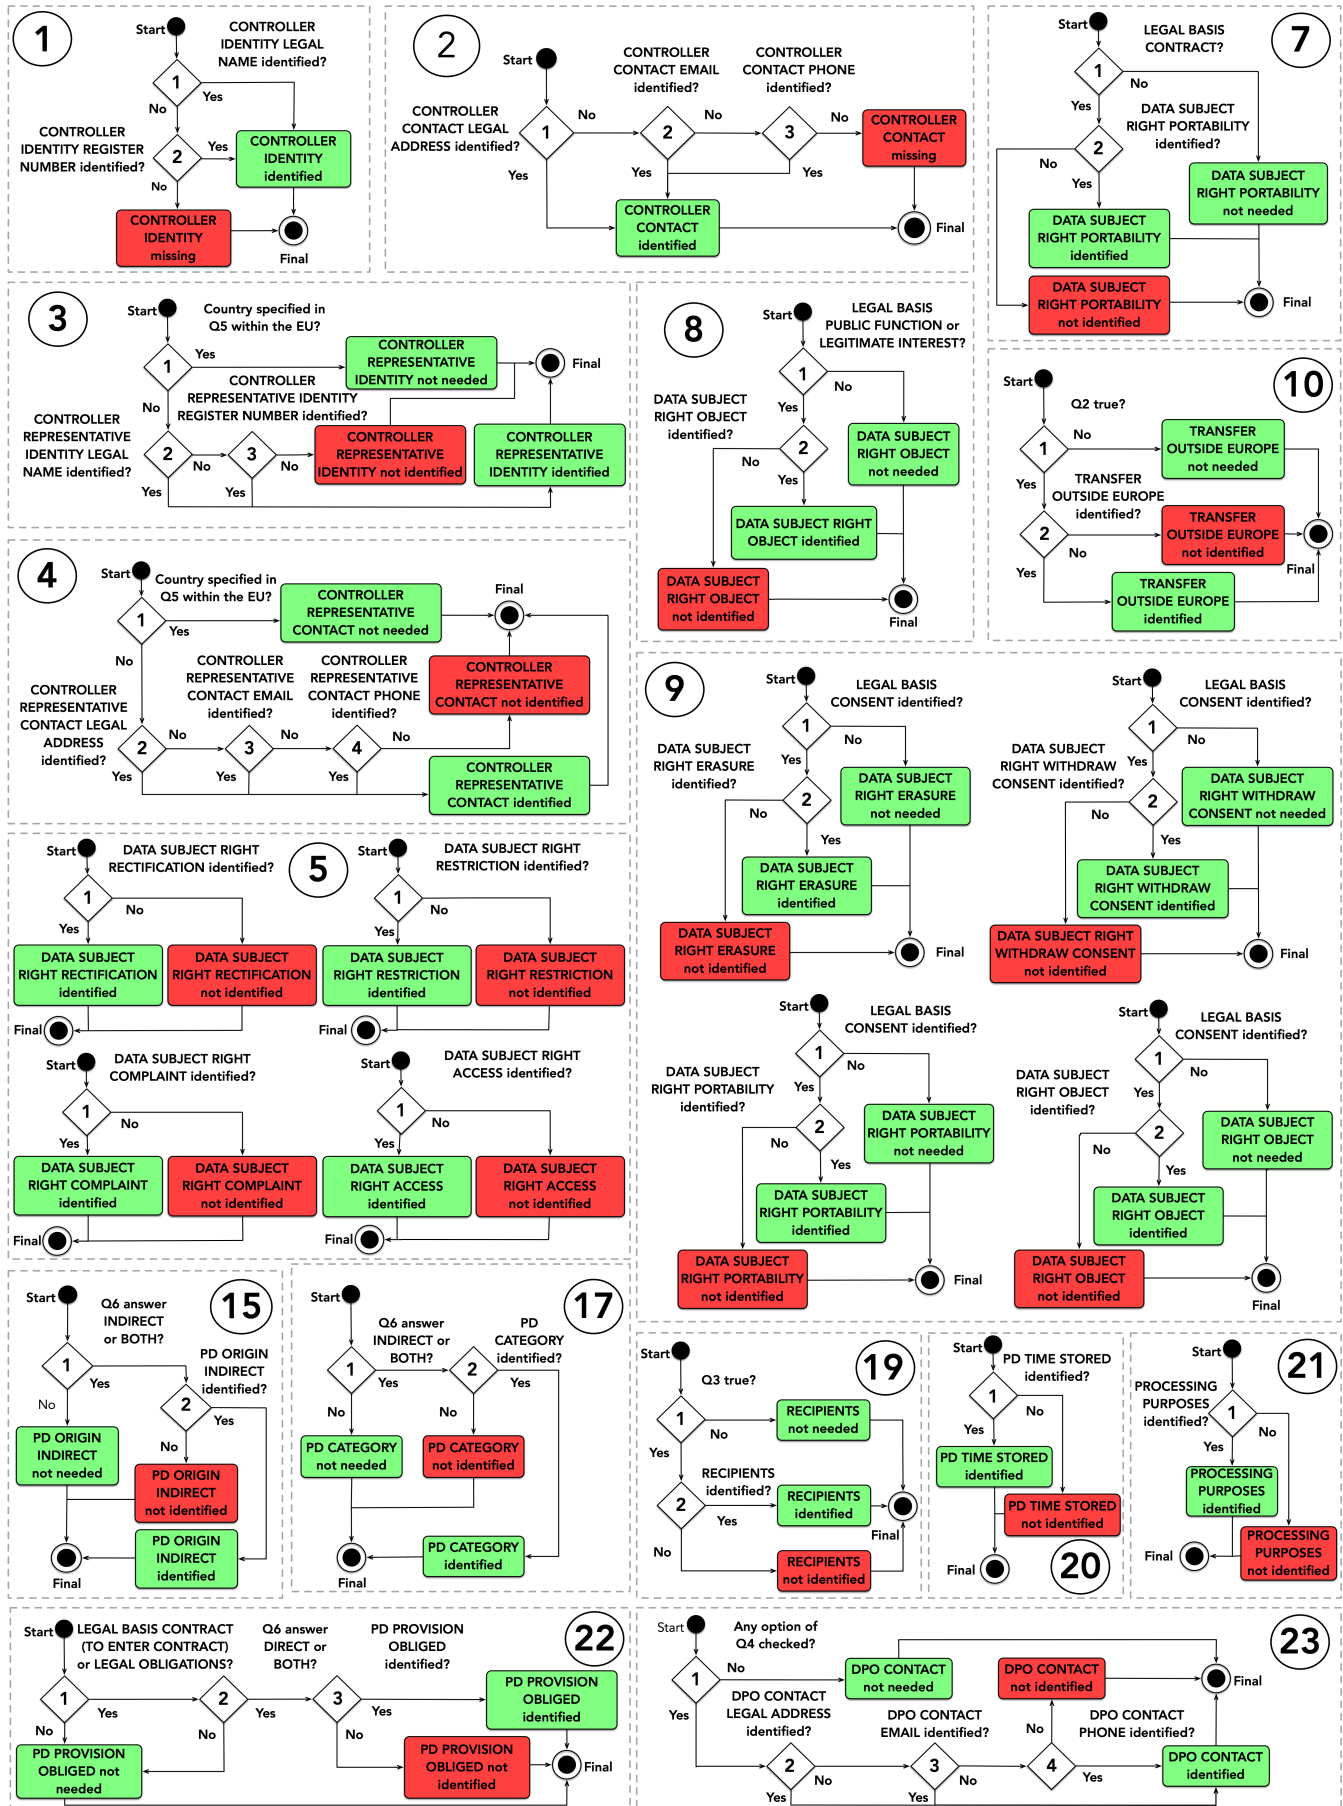 1
Start
CONTROLLER
IDENTITY LEGAL
NAME identified?
1
No
Yes
CONTROLLER
IDENTITY REGISTER
NUMBER identified?
2
Yes
No
CONTROLLER
IDENTITY
identified
CONTROLLER
IDENTITY
missing
Final
2
Start
CONTROLLER
CONTACT EMAIL
identified?
CONTROLLER
CONTACT PHONE
identified?
CONTROLLER
CONTACT LEGAL
ADDRESS identified?
1
No
2
No
3
No
CONTROLLER
CONTACT
missing
Yes
Yes
Yes
CONTROLLER
CONTACT
identified
Final
7
Start
LEGAL BASIS
CONTRACT?
1
No
Yes
DATA SUBJECT
RIGHT PORTABILITY
identified?
2
No
Yes
DATA SUBJECT
RIGHT PORTABILITY
not needed
DATA SUBJECT
RIGHT PORTABILITY
identified
DATA SUBJECT
RIGHT PORTABILITY
not identified
Final
3
Start
Country specified in
Q5 within the EU?
1
Yes
CONTROLLER
REPRESENTATIVE
IDENTITY not needed
Final
No
CONTROLLER
REPRESENTATIVE IDENTITY
REGISTER NUMBER identified?
CONTROLLER
REPRESENTATIVE
IDENTITY LEGAL
NAME identified?
2
No
3
No
CONTROLLER
REPRESENTATIVE
IDENTITY not identified
CONTROLLER
REPRESENTATIVE
IDENTITY identified
Yes
Yes
8
Start
LEGAL BASIS
PUBLIC FUNCTION or
LEGITIMATE INTEREST?
1
No
Yes
DATA SUBJECT
RIGHT OBJECT
identified?
2
No
Yes
DATA SUBJECT
RIGHT OBJECT
not needed
DATA SUBJECT RIGHT
OBJECT identified
DATA SUBJECT
RIGHT OBJECT
not identified
Final
10
Start
Q2 true?
1
No
Yes
TRANSFER
OUTSIDE EUROPE
not needed
TRANSFER
OUTSIDE EUROPE
identified?
2
No
Yes
TRANSFER
OUTSIDE EUROPE
not identified
Final
TRANSFER
OUTSIDE EUROPE
identified
4
Start
Country specified in
Q5 within the EU?
1
Yes
No
CONTROLLER
REPRESENTATIVE
CONTACT not needed
Final
CONTROLLER
REPRESENTATIVE
CONTACT EMAIL
identified?
CONTROLLER
REPRESENTATIVE
CONTACT PHONE
identified?
CONTROLLER
REPRESENTATIVE
CONTACT not identified
CONTROLLER
REPRESENTATIVE
CONTACT LEGAL
ADDRESS
identified?
2
No
3
No
4
No
Yes
Yes
Yes
CONTROLLER
REPRESENTATIVE
CONTACT identified
9
Start
LEGAL BASIS
CONSENT identified?
1
No
Yes
DATA SUBJECT
RIGHT ERASURE
identified?
2
No
Yes
DATA SUBJECT
RIGHT ERASURE
not needed
DATA SUBJECT
RIGHT ERASURE
identified
DATA SUBJECT
RIGHT ERASURE
not identified
Final
Start
LEGAL BASIS
CONSENT identified?
1
No
Yes
DATA SUBJECT
RIGHT WITHDRAW
CONSENT identified?
2
No
Yes
DATA SUBJECT
RIGHT WITHDRAW
CONSENT not needed
DATA SUBJECT
RIGHT WITHDRAW
CONSENT identified
DATA SUBJECT RIGHT
WITHDRAW CONSENT
not identified
Final
Start
LEGAL BASIS
CONSENT identified?
1
No
Yes
DATA SUBJECT
RIGHT PORTABILITY
identified?
2
No
Yes
DATA SUBJECT
RIGHT PORTABILITY
not needed
DATA SUBJECT
RIGHT PORTABILITY
identified
DATA SUBJECT
RIGHT PORTABILITY
not identified
Final
Start
LEGAL BASIS
CONSENT identified?
1
No
Yes
DATA SUBJECT
RIGHT OBJECT
identified?
2
No
Yes
DATA SUBJECT
RIGHT OBJECT
not needed
DATA SUBJECT
RIGHT OBJECT
identified
DATA SUBJECT
RIGHT OBJECT
not identified
Final
5
Start
DATA SUBJECT RIGHT
RECTIFICATION identified?
1
No
Yes
DATA SUBJECT
RIGHT RECTIFICATION
identified
DATA SUBJECT
RIGHT RECTIFICATION
not identified
Final
Start
DATA SUBJECT RIGHT
RESTRICTION identified?
1
No
Yes
DATA SUBJECT
RIGHT RESTRICTION
identified
DATA SUBJECT
RIGHT RESTRICTION
not identified
Final
Start
DATA SUBJECT RIGHT
COMPLAINT identified?
1
No
Yes
DATA SUBJECT
RIGHT COMPLAINT
identified
DATA SUBJECT
RIGHT COMPLAINT
not identified
Final
Start
DATA SUBJECT RIGHT
ACCESS identified?
1
No
Yes
DATA SUBJECT
RIGHT ACCESS
identified
DATA SUBJECT
RIGHT ACCESS
not identified
Final
15
Start
Q6 answer
INDIRECT
or BOTH?
1
Yes
No
PD ORIGIN
INDIRECT
identified?
2
Yes
No
PD ORIGIN
INDIRECT
not needed
PD ORIGIN
INDIRECT
not identified
PD ORIGIN
INDIRECT
identified
Final
17
Start
Q6 answer
INDIRECT or
BOTH?
PD
CATEGORY
identified?
1
Yes
2
Yes
No
No
PD CATEGORY
not needed
PD CATEGORY
not identified
PD CATEGORY
identified
Final
19
Start
Q3 true?
1
No
Yes
RECIPIENTS
not needed
RECIPIENTS
identified?
2
Yes
No
RECIPIENTS
identified
Final
RECIPIENTS
not identified
20
Start
PD TIME STORED
identified?
1
No
Yes
PD TIME STORED
identified
PD TIME STORED
not identified
Final
21
Start
PROCESSING
PURPOSES
identified?
1
Yes
No
PROCESSING
PURPOSES
identified
PROCESSING
PURPOSES
not identified
Final
22
Start
LEGAL BASIS CONTRACT
(TO ENTER CONTRACT)
or LEGAL OBLIGATIONS?
Q6 answer
DIRECT or
BOTH?
PD PROVISION
OBLIGED
identified?
1
Yes
2
Yes
3
Yes
No
No
No
PD PROVISION
OBLIGED
identified
PD PROVISION
OBLIGED not
needed
PD PROVISION
OBLIGED not
identified
Final
23
Start
Any option of
Q4 checked?
1
No
Yes
DPO CONTACT
not needed
DPO CONTACT
not identified
Final
DPO CONTACT
LEGAL ADDRESS
identified?
DPO CONTACT
EMAIL identified?
No
DPO CONTACT
PHONE identified?
2
No
3
No
4
Yes
DPO CONTACT
identified
Yes
Yes